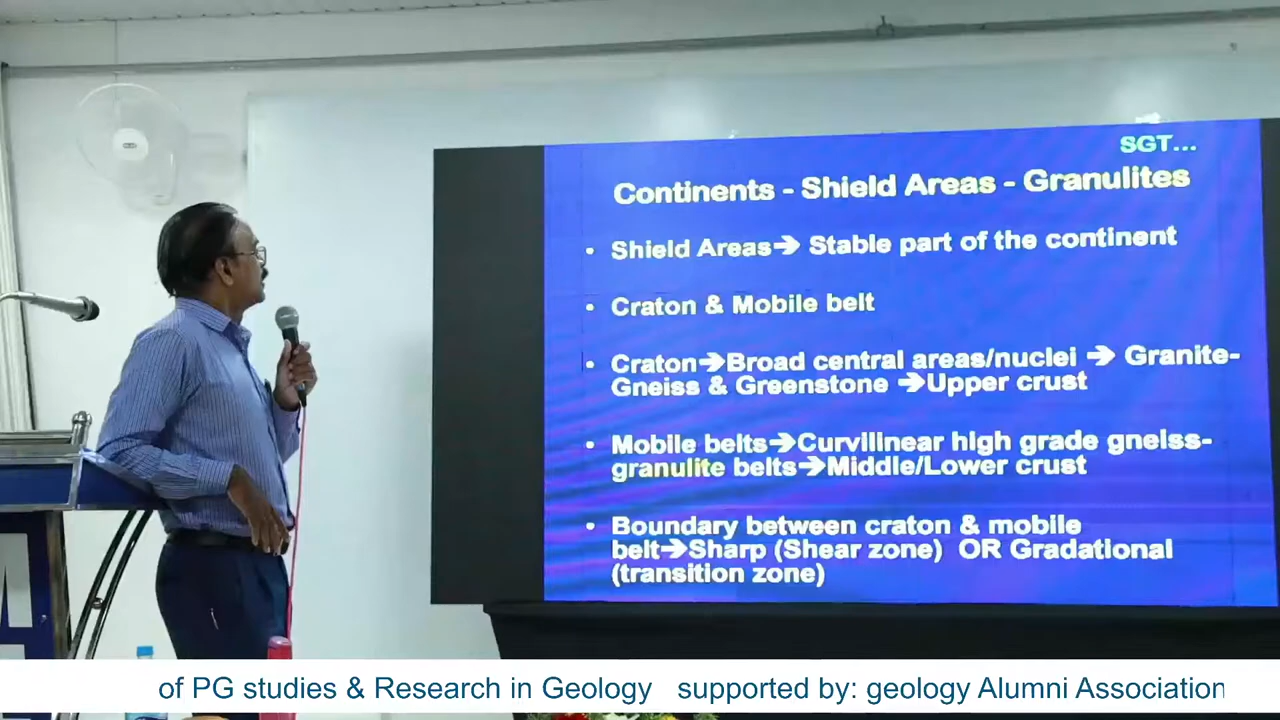 SGT...
Continents - Shield Areas - Granulites
• Shield Areas➔ Stable part of the continent
• Craton & Mobile belt
• Craton➔Broad central areas/nuclei ➔ Granite-
Gneiss & Greenstone ➔Upper crust
• Mobile belts➔Curvilinear high grade gneiss-
granulite belts➔Middle/Lower crust
• Boundary between craton & mobile
belt➔Sharp (Shear zone) OR Gradational
(transition zone)
of PG studies & Research in Geology supported by: geology Alumni Association